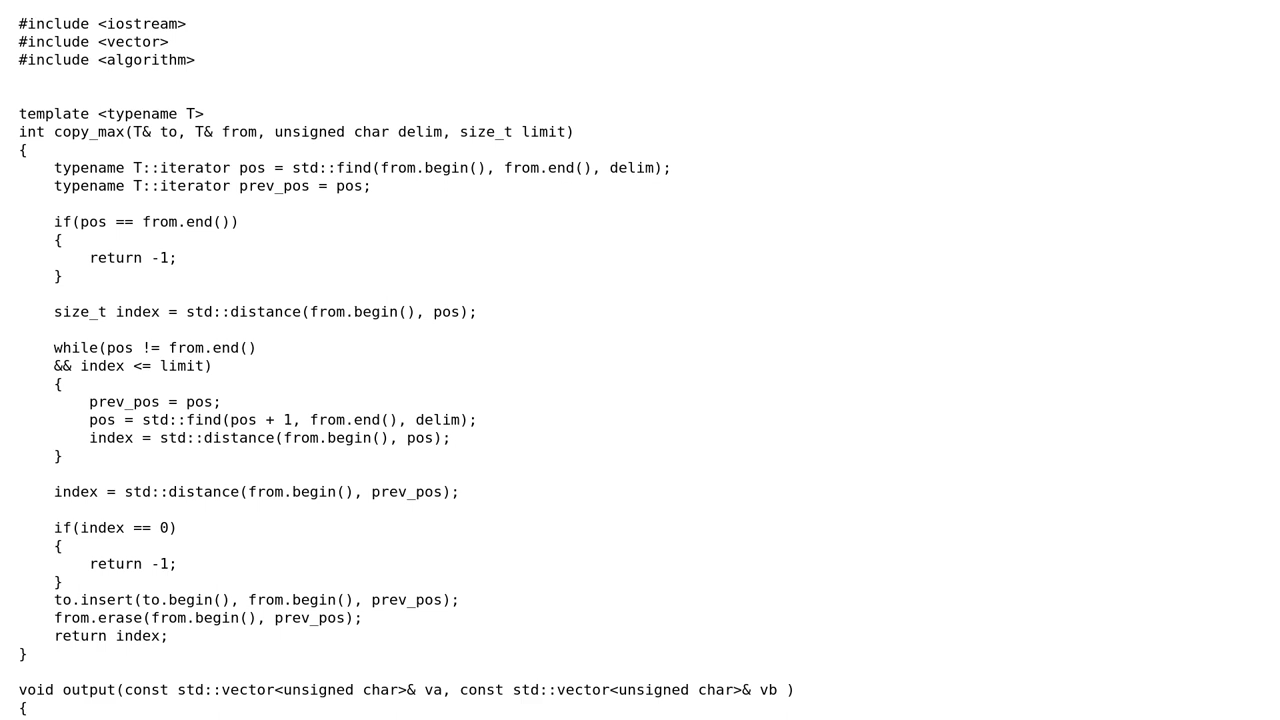 #include <iostream>
#include <vector>
#include <algorithm>
template <typename T>
int copy_max(T& to, T& from, unsigned char delim, size_t limit)
{
    typename T::iterator pos = std::find(from.begin(), from.end(), delim);
    typename T::iterator prev_pos = pos;
    if(pos == from.end())
    {
        return -1;
    }
    size_t index = std::distance(from.begin(), pos);
    while(pos != from.end()
    && index <= limit)
    {
        prev_pos = pos;
        pos = std::find(pos + 1, from.end(), delim);
        index = std::distance(from.begin(), pos);
    }
    index = std::distance(from.begin(), prev_pos);
    if(index == 0)
    {
        return -1;
    }
    to.insert(to.begin(), from.begin(), prev_pos);
    from.erase(from.begin(), prev_pos);
    return index;
}
void output(const std::vector<unsigned char>& va, const std::vector<unsigned char>& vb )
{